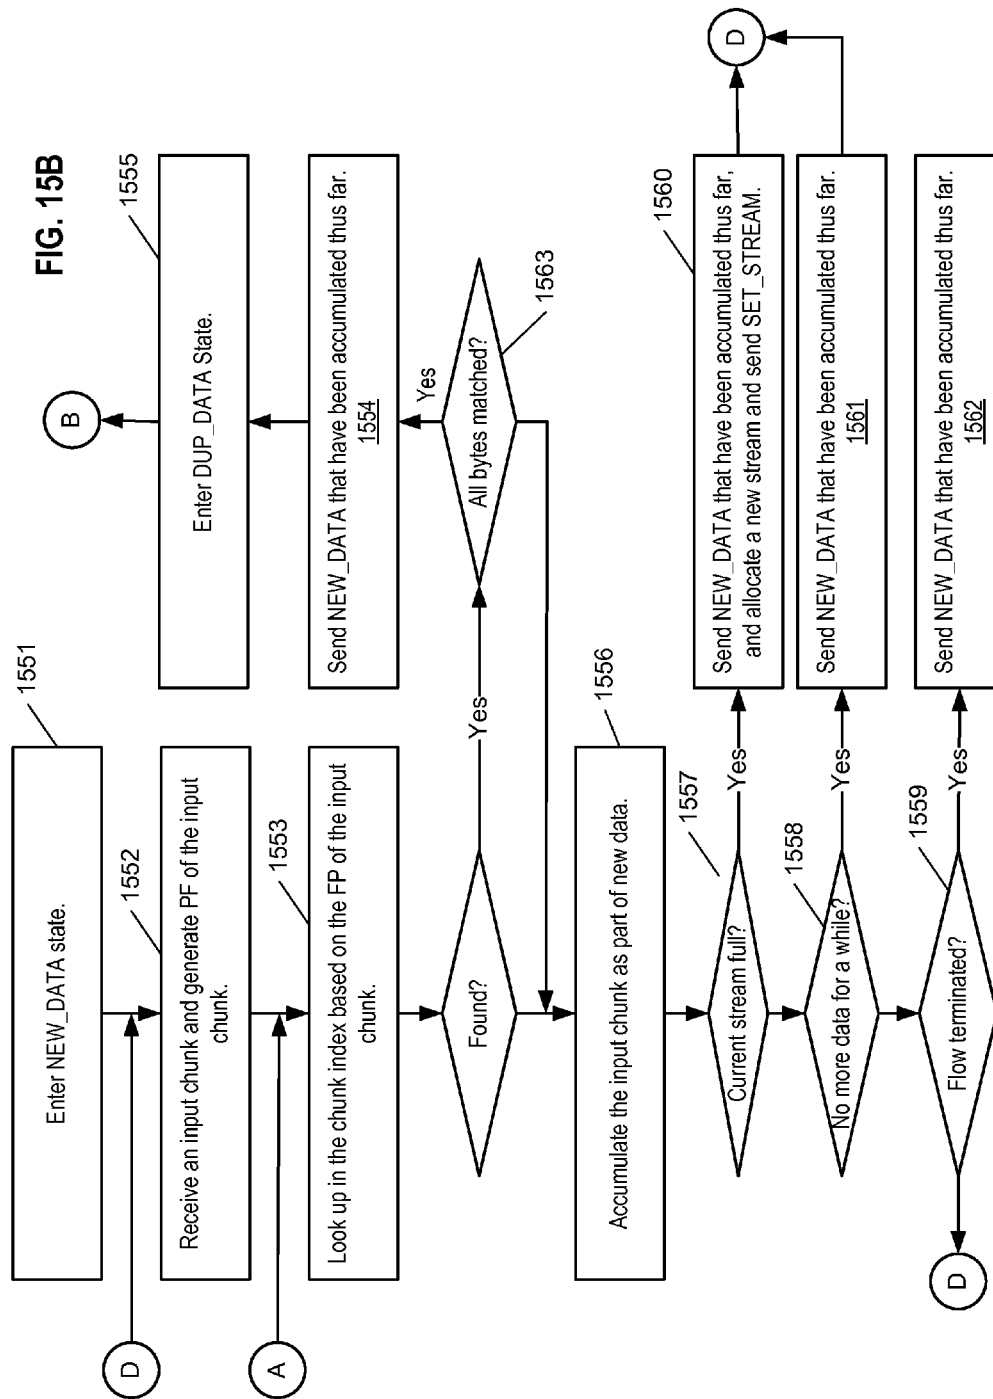 FIG. 15B
Enter NEW_DATA state.
1551
D
Receive an input chunk and generate PF of the input
chunk.
1552
A
Look up in the chunk index based on the FP of the input
chunk.
1553
Found?
Yes
All bytes matched?
1563
Yes
Send NEW_DATA that have been accumulated thus far.
1554
Enter DUP_DATA State.
1555
B
Accumulate the input chunk as part of new data.
1556
Current stream full?
1557
Yes
Send NEW_DATA that have been accumulated thus far,
and allocate a new stream and send SET_STREAM.
1560
D
No more data for a while?
1558
Yes
Send NEW_DATA that have been accumulated thus far.
1561
Flow terminated?
1559
Yes
Send NEW_DATA that have been accumulated thus far.
1562
D